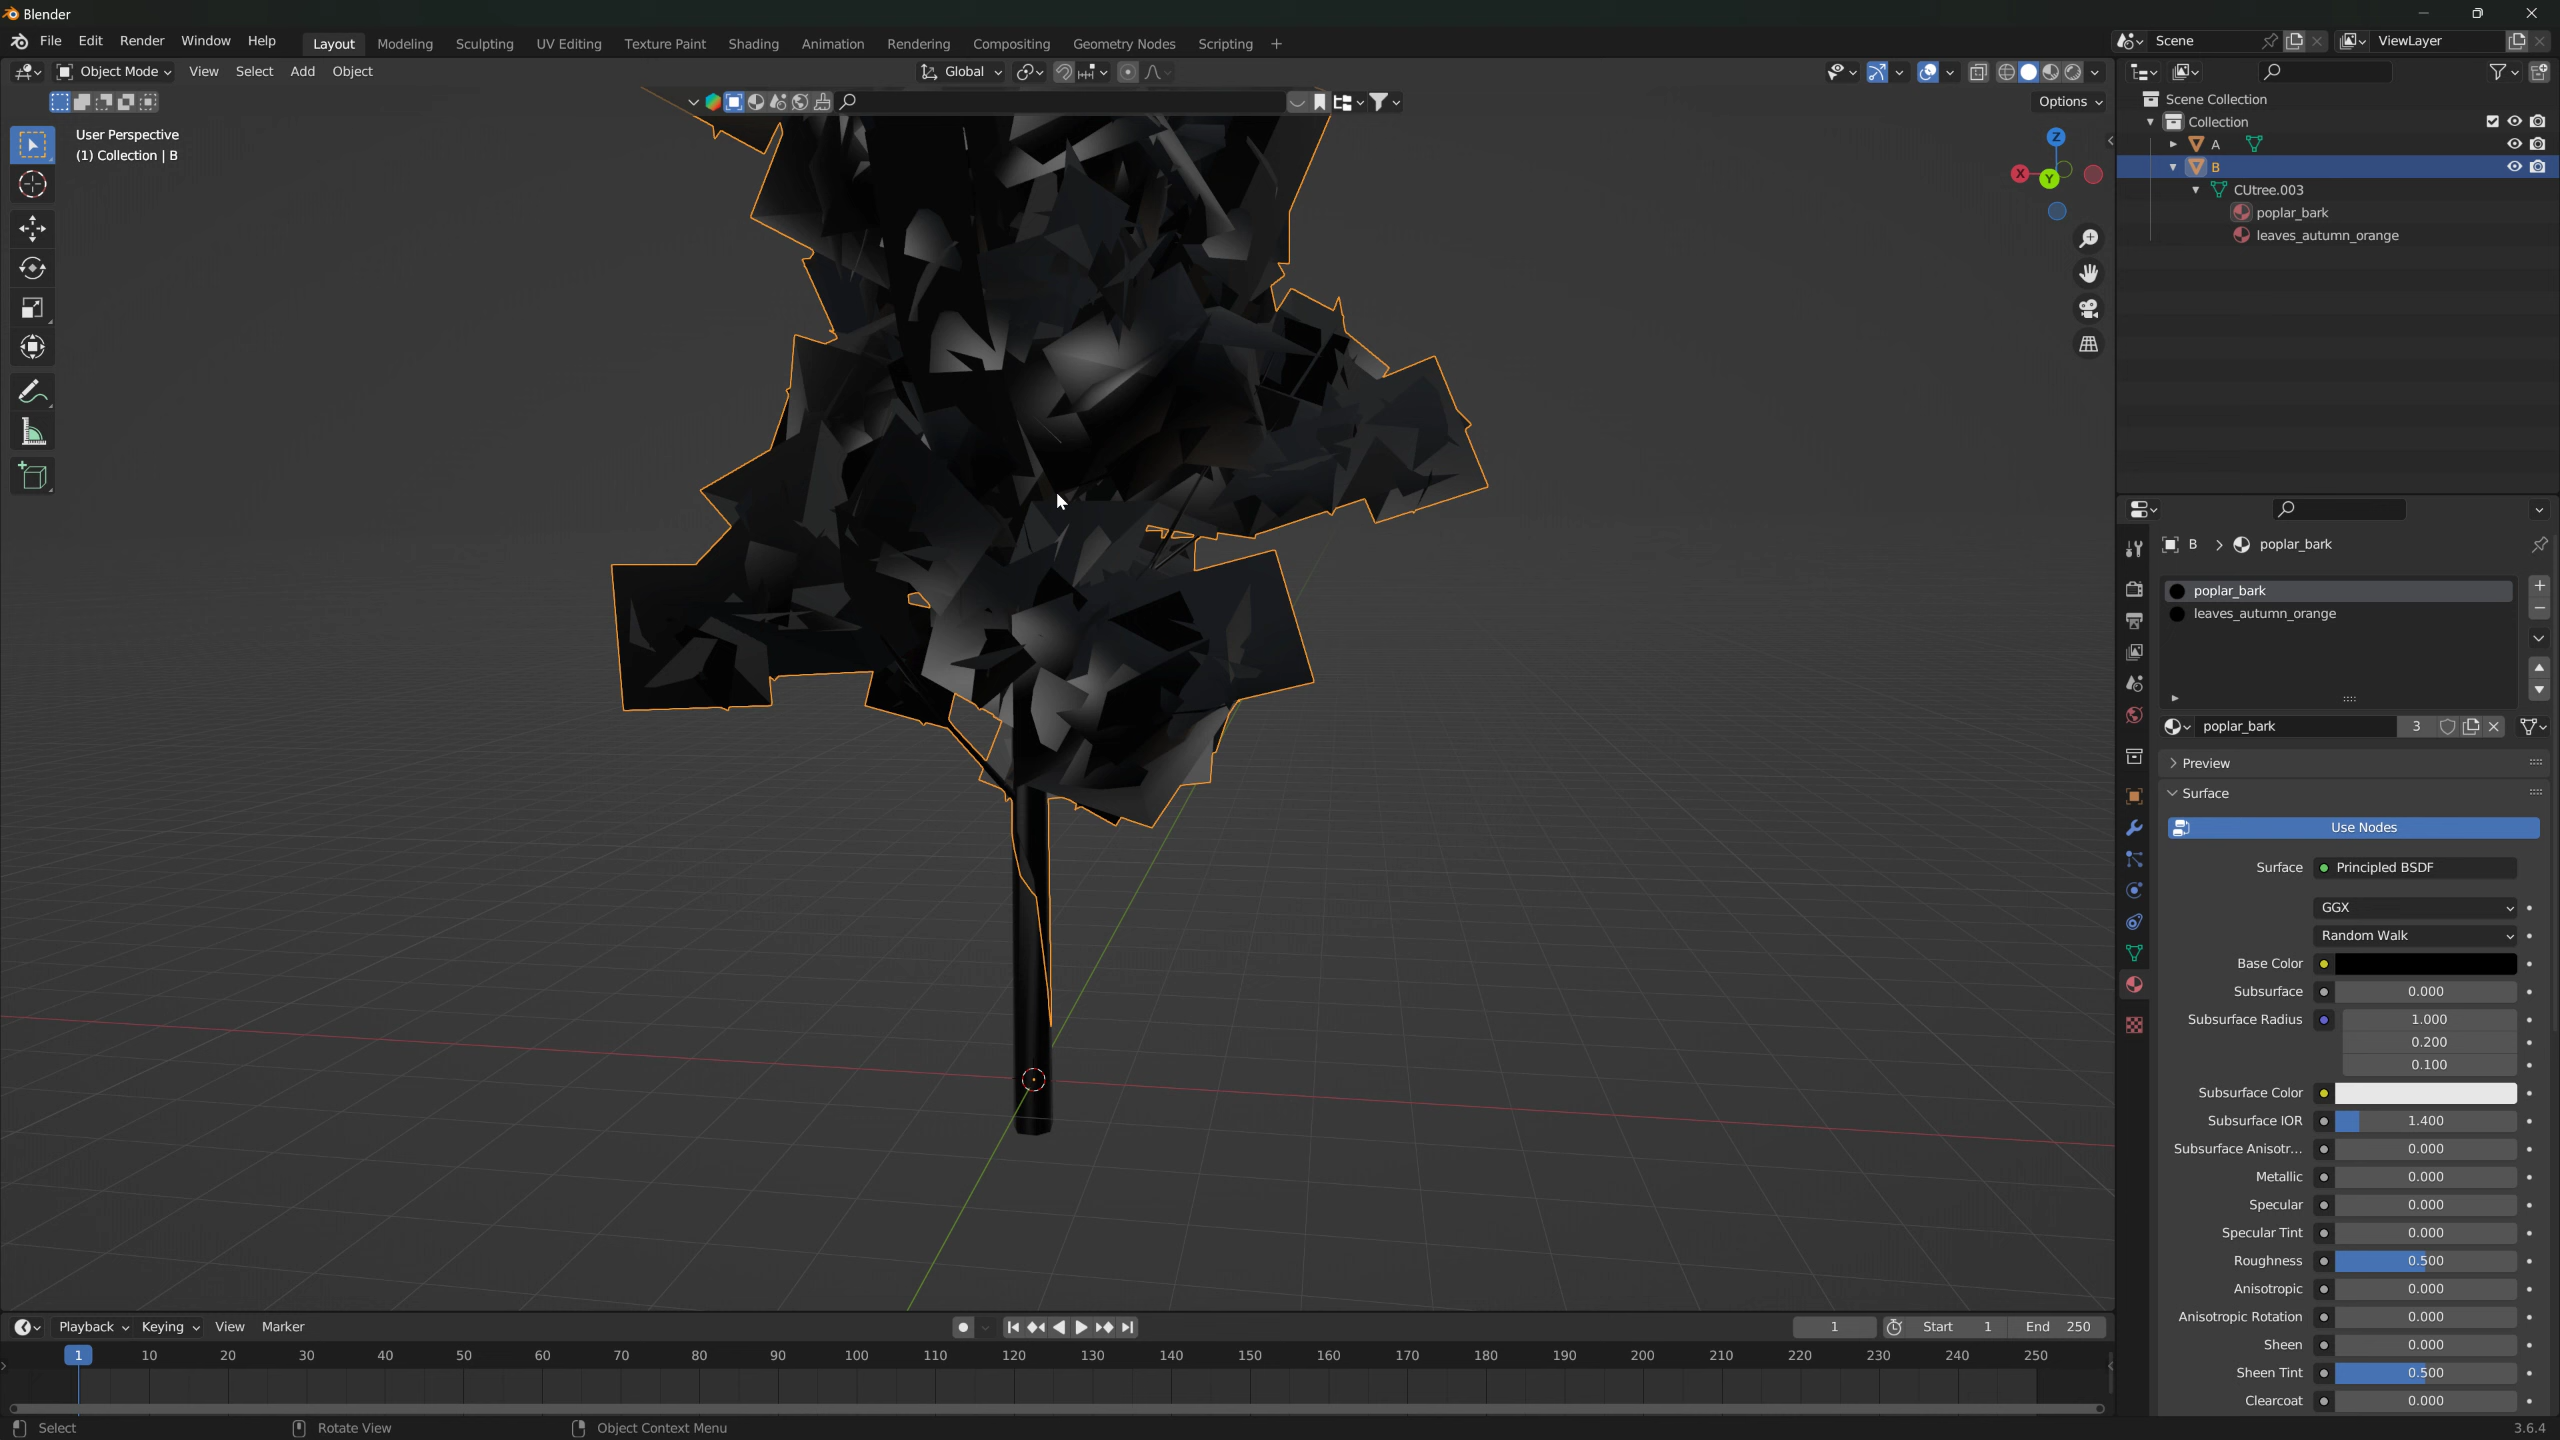 Blender
File Edit Render Window Help Layout Modeling Sculpting UV Editing Texture Paint Shading Animation Rendering Compositing Geometry Nodes Scripting + Scene ViewLayer
Object Mode View Select Add Object Global
Options
User Perspective
(1) Collection | B
Z
X
Y
Scene Collection
Collection
A
B
CUtree.003
poplar_bark
leaves_autumn_orange
B > poplar_bark
poplar_bark
leaves_autumn_orange
poplar_bark 3
Preview
Surface
Use Nodes
Surface Principled BSDF
GGX
Random Walk
Base Color
Subsurface 0.000
Subsurface Radius 1.000
0.200
0.100
Subsurface Color
Subsurface IOR 1.400
Subsurface Anisotr... 0.000
Metallic 0.000
Specular 0.000
Specular Tint 0.000
Roughness 0.500
Anisotropic 0.000
Anisotropic Rotation 0.000
Sheen 0.000
Sheen Tint 0.500
Clearcoat 0.000
Playback Keying View Marker 1 Start 1 End 250
1 10 20 30 40 50 60 70 80 90 100 110 120 130 140 150 160 170 180 190 200 210 220 230 240 250
Select Rotate View Object Context Menu 3.6.4